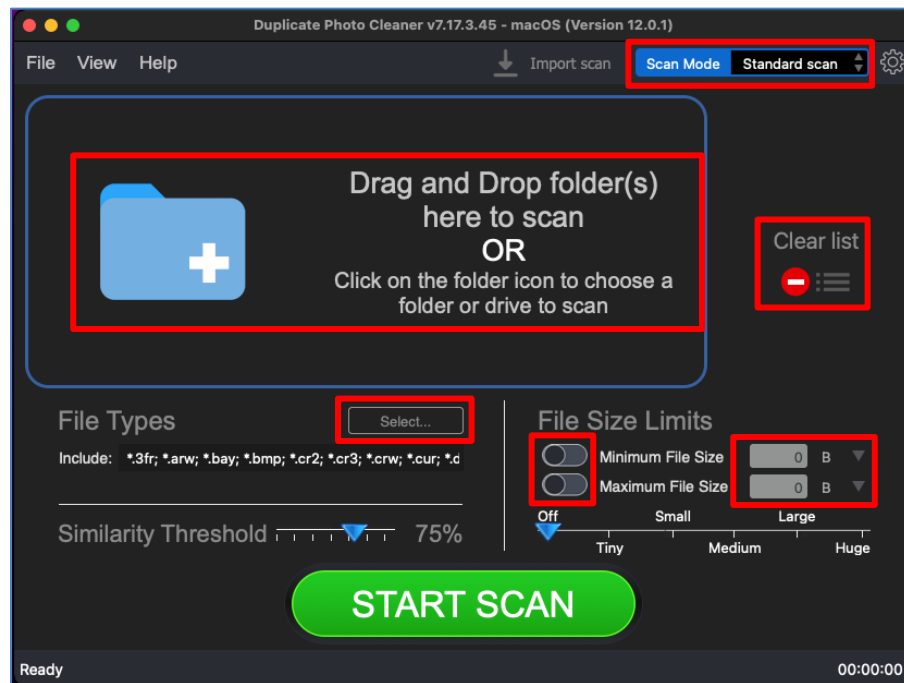 Duplicate Photo Cleaner v7.17.3.45 - macOS (Version 12.0.1)
File View Help Import scan Scan Mode Standard scan
Drag and Drop folder(s)
here to scan
OR
Click on the folder icon to choose a
folder or drive to scan
Clear list
File Types Select...
Include: *.3fr; *.arw; *.bay; *.bmp; *.cr2; *.cr3; *.crw; *.cur; *.d
Similarity Threshold 75%
File Size Limits
Minimum File Size 0 B
Maximum File Size 0 B
Off Small Large
Tiny Medium Huge
START SCAN
Ready 00:00:00